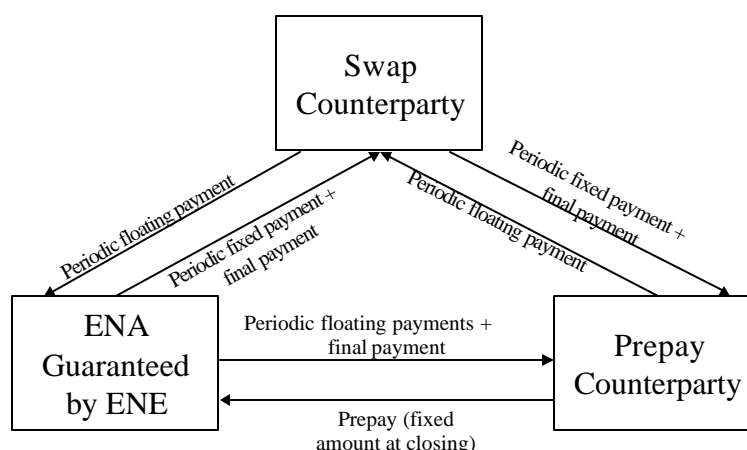 Swap
Counterparty
Periodic floating payment
Periodic fixed payment +
final payment
Periodic floating payment
Periodic fixed payment +
final payment
ENA
Guaranteed
by ENE
Periodic floating payments +
final payment
Prepay (fixed
amount at closing)
Prepay
Counterparty